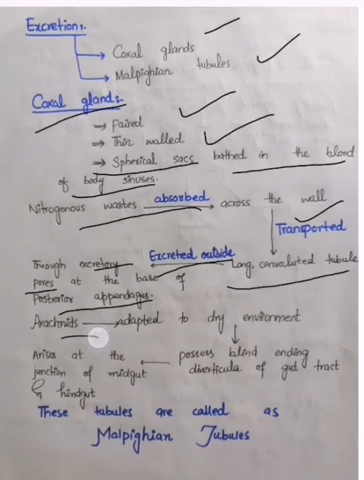 Excretion:
Coxal glands
Malpighian tubules
Coxal gland:-
Paired
Thin walled
Spherical sacs bathed in the blood
of body sinuses.
Nitrogenous wastes absorbed across the wall
Transported
Excreted outside
Through excretory Long, convoluted tubule
pores at the base of
Posterior appendages.
Arachnids adapted to dry environment
Arises at the possess blind ending
junction of midgut diverticula of gut tract
& hindgut
These tubules are called as
Malpighian Tubules